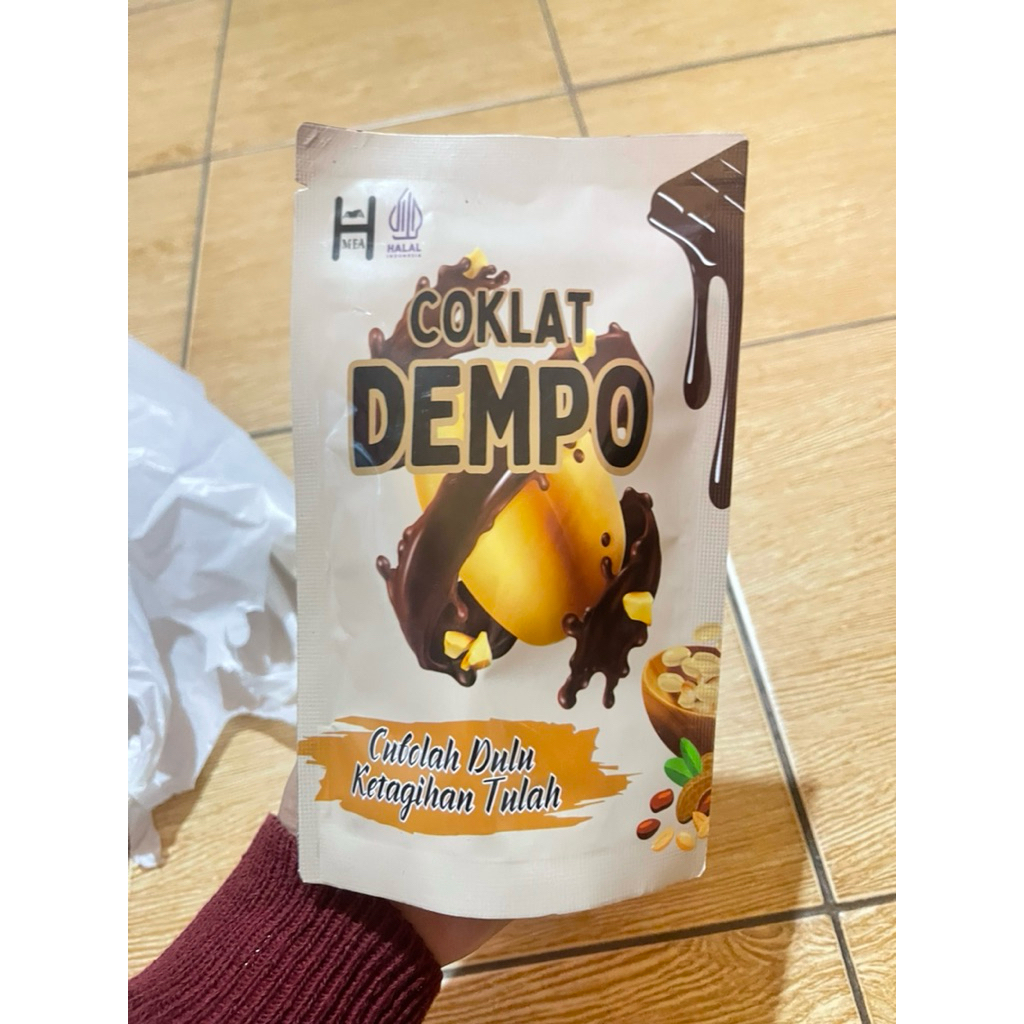 H
MEA
HALAL
INDONESIA
COKLAT
DEMPO
Cubolah Dulu
Ketagihan Tulah